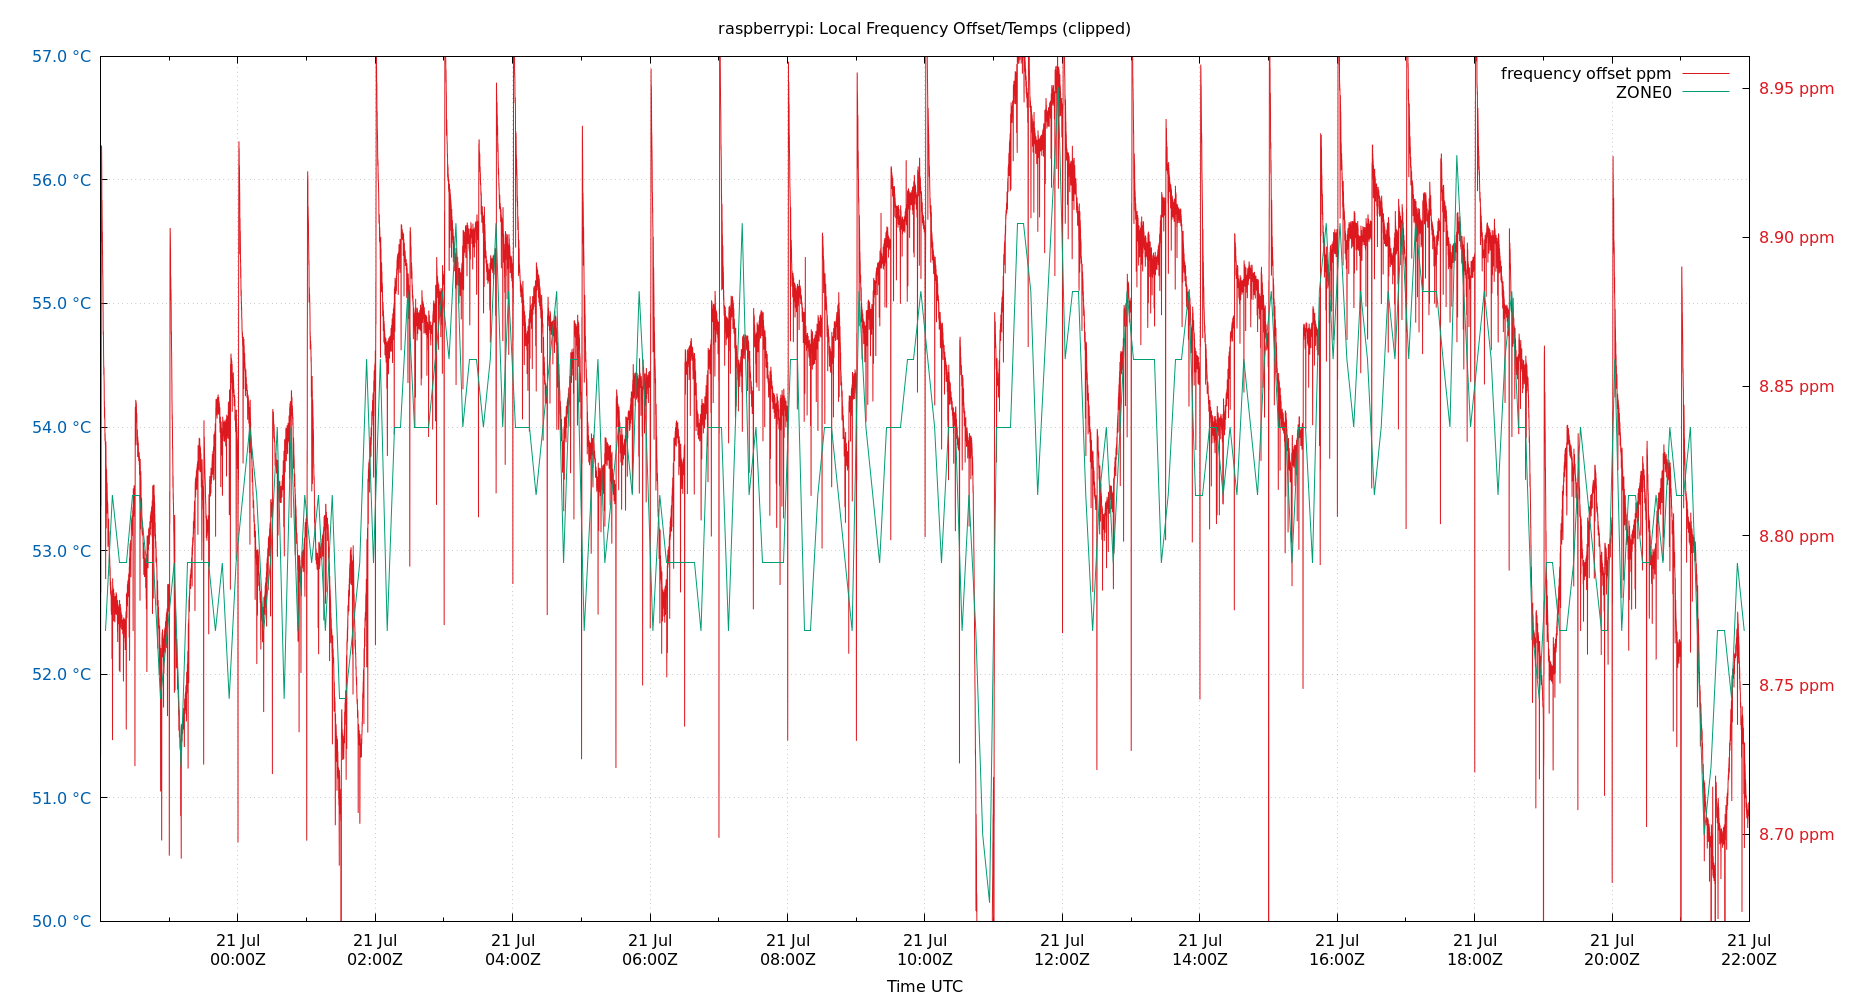 raspberrypi: Local Frequency Offset/Temps (clipped)
57.0 °C
56.0 °C
55.0 °C
54.0 °C
53.0 °C
52.0 °C
51.0 °C
50.0 °C
frequency offset ppm
ZONE0
8.95 ppm
8.90 ppm
8.85 ppm
8.80 ppm
8.75 ppm
8.70 ppm
21 Jul
00:00Z
21 Jul
02:00Z
21 Jul
04:00Z
21 Jul
06:00Z
21 Jul
08:00Z
21 Jul
10:00Z
21 Jul
12:00Z
21 Jul
14:00Z
21 Jul
16:00Z
21 Jul
18:00Z
21 Jul
20:00Z
21 Jul
22:00Z
Time UTC